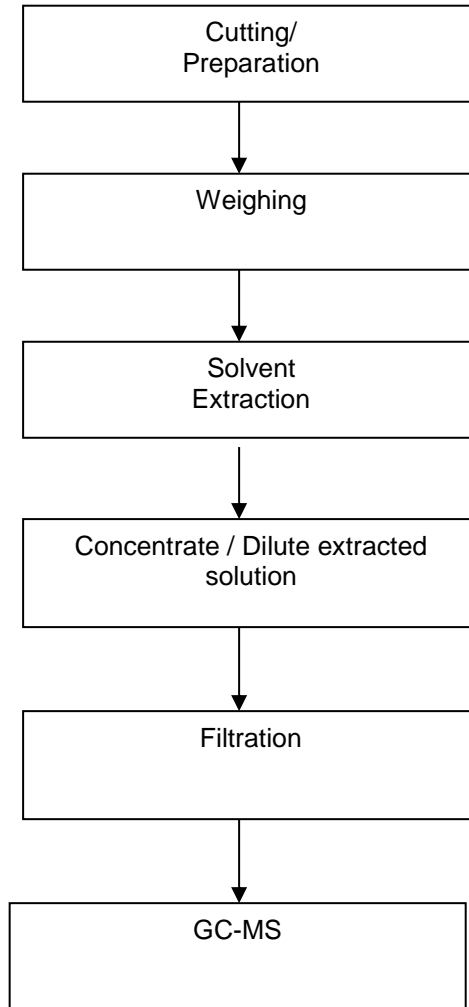 Cutting/
Preparation
Weighing
Solvent
Extraction
Concentrate / Dilute extracted
solution
Filtration
GC-MS